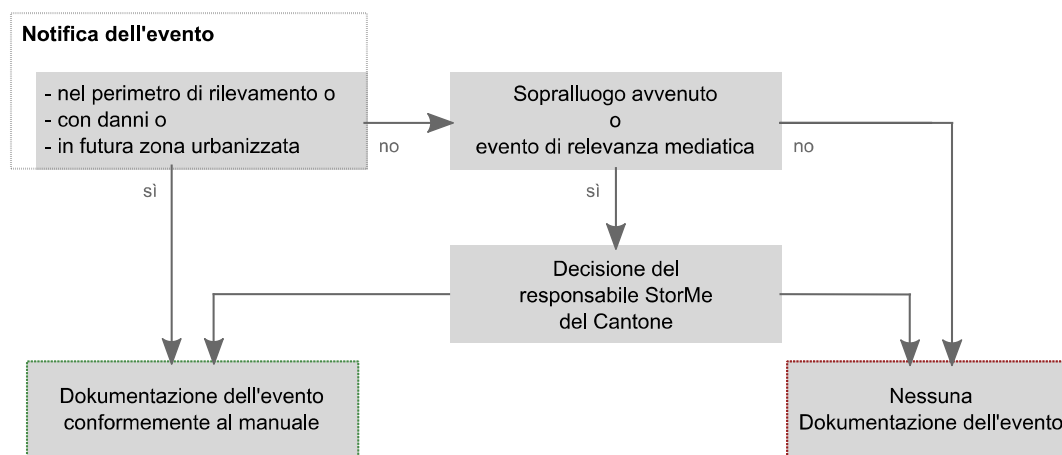 Notifica dell'evento
- nel perimetro di rilevamento o
- con danni o
- in futura zona urbanizzata
no
Sopralluogo avvenuto
o
evento di relevanza mediatica
no
sì
sì
Decisione del
responsabile StorMe
del Cantone
Dokumentazione dell'evento
conformemente al manuale
Nessuna
Dokumentazione dell'evento